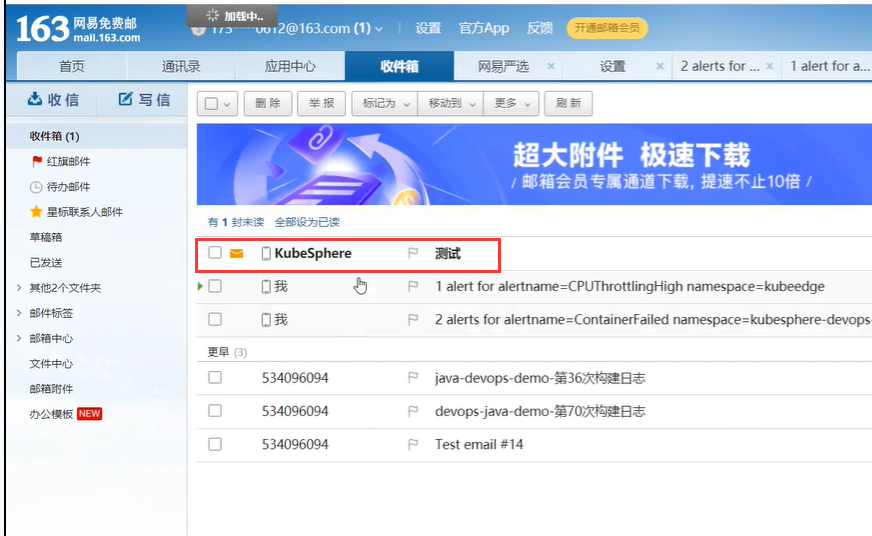 163 网易免费邮
mail.163.com
加载中..
0612@163.com (1)
设置 官方App 反馈 开通邮箱会员
首页 通讯录 应用中心 收件箱 网易严选 × 设置 × 2 alerts for ... × 1 alert for a...
收信 写信
删除 举报 标记为 移动到 更多 刷新
收件箱 (1)
红旗邮件
待办邮件
星标联系人邮件
草稿箱
已发送
其他2个文件夹
邮件标签
邮箱中心
文件中心
邮箱附件
办公模板 NEW
超大附件 极速下载
/ 邮箱会员专属通道下载，提速不止10倍 /
有 1 封未读 全部设为已读
KubeSphere 测试
我 1 alert for alertname=CPUThrottlingHigh namespace=kubeedge
我 2 alerts for alertname=ContainerFailed namespace=kubesphere-devops-
更早 (3)
534096094 java-devops-demo-第36次构建日志
534096094 devops-java-demo-第70次构建日志
534096094 Test email #14